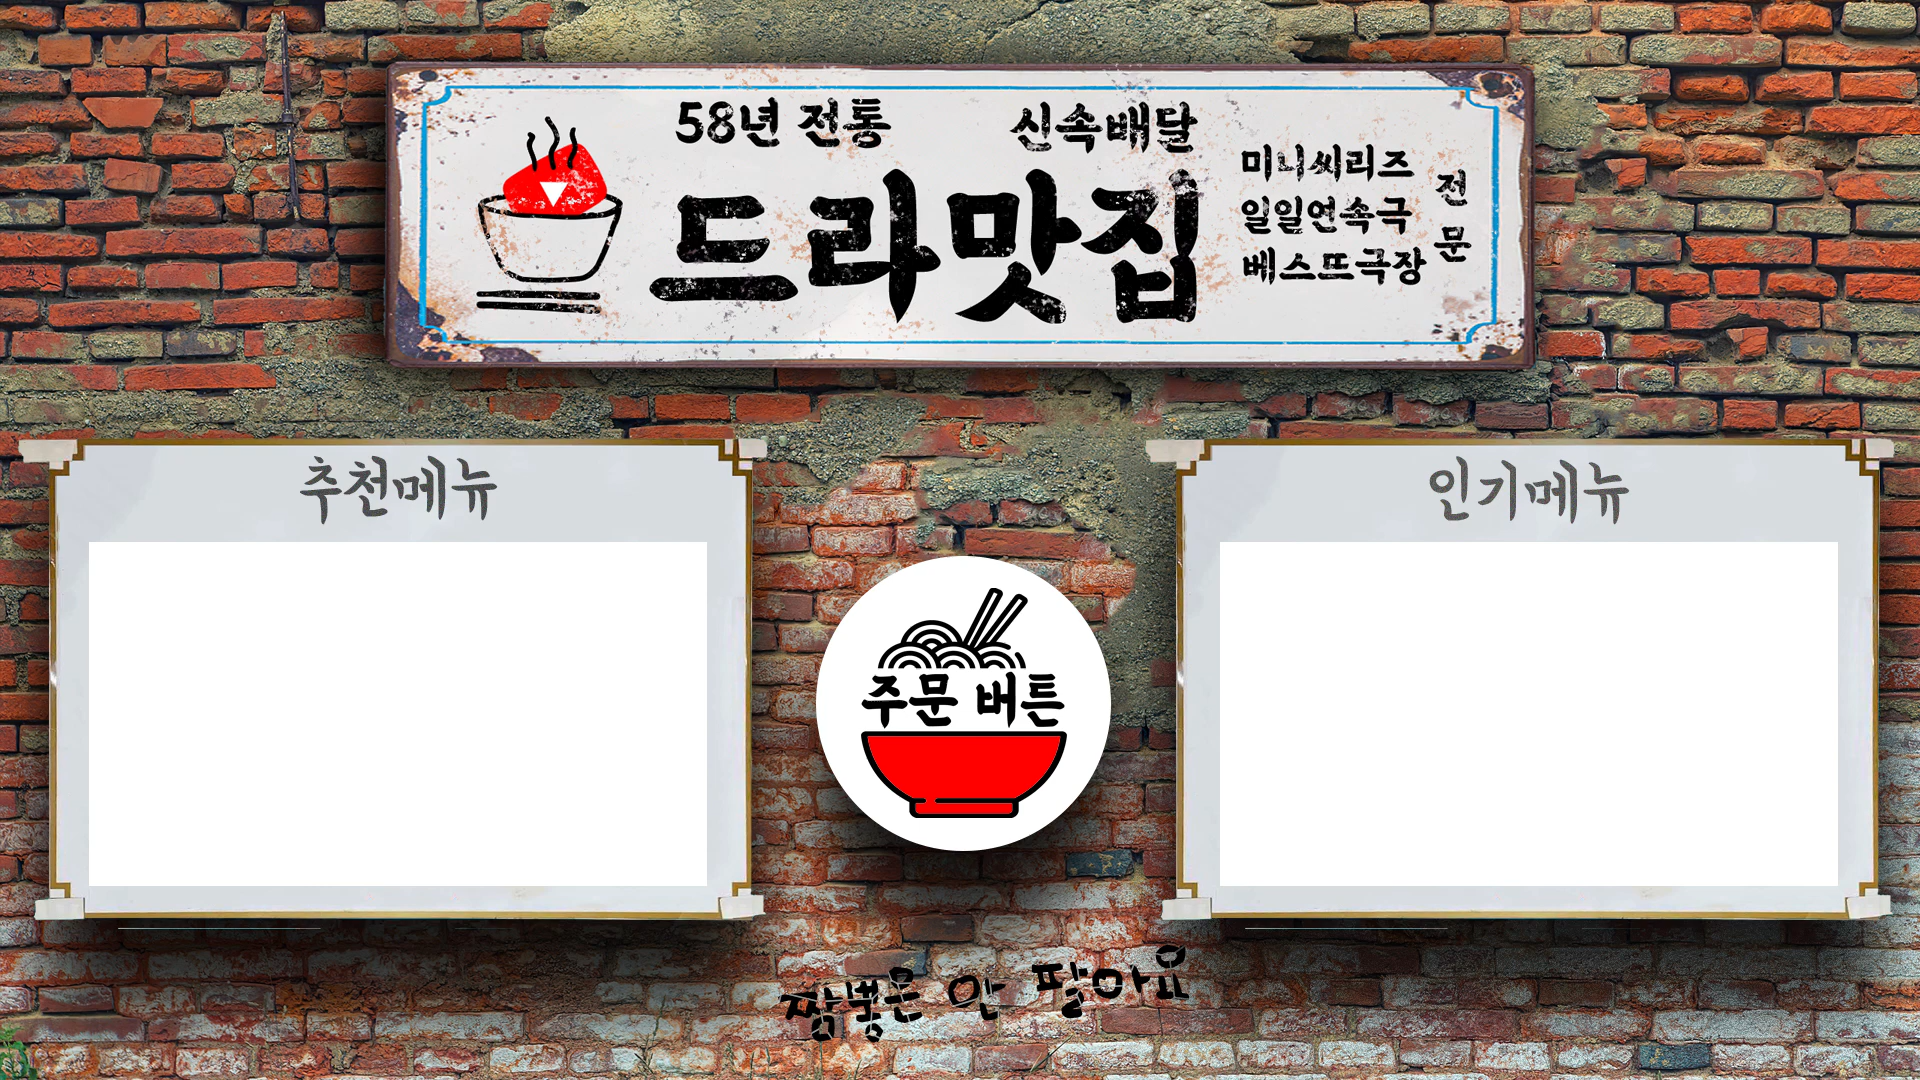 58년 전통 신속배달
드라맛집
미니씨리즈
일일연속극
베스뜨극장
전문
추천메뉴
인기메뉴
주문 버튼
짬뽕은 안 팔아요